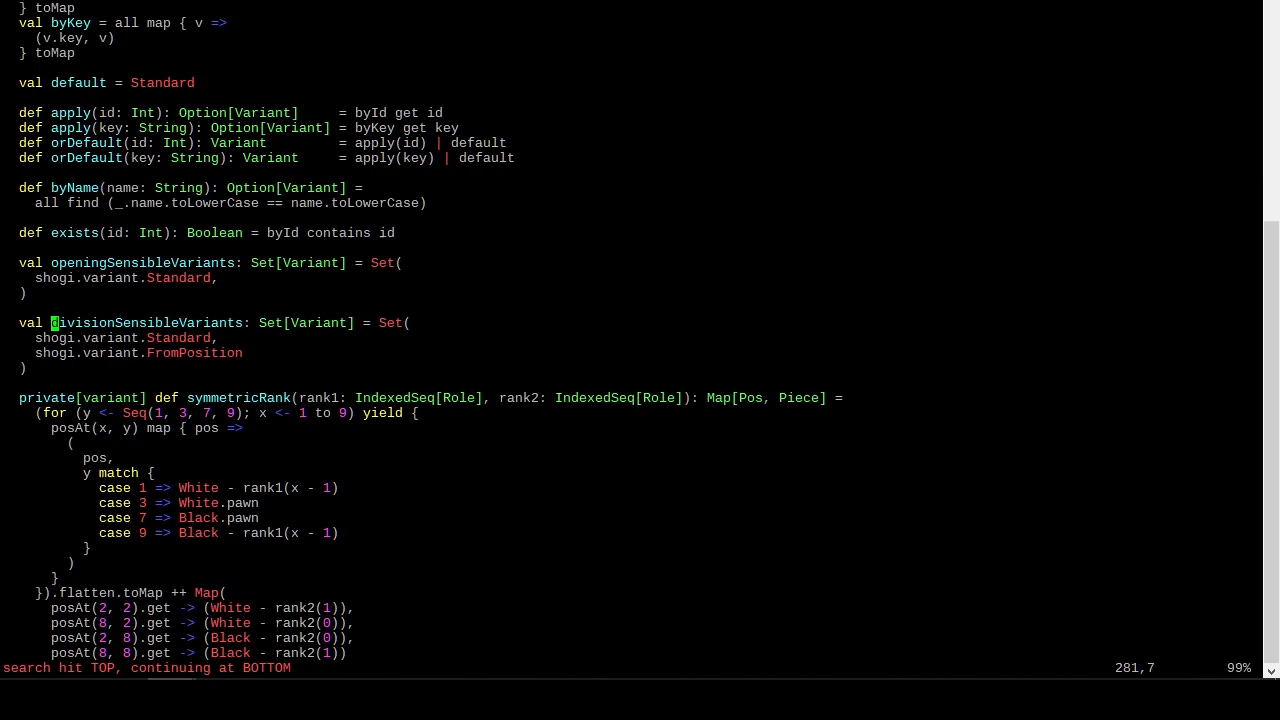 } toMap
  val byKey = all map { v =>
    (v.key, v)
  } toMap

  val default = Standard

  def apply(id: Int): Option[Variant]     = byId get id
  def apply(key: String): Option[Variant] = byKey get key
  def orDefault(id: Int): Variant         = apply(id) | default
  def orDefault(key: String): Variant     = apply(key) | default

  def byName(name: String): Option[Variant] =
    all find (_.name.toLowerCase == name.toLowerCase)

  def exists(id: Int): Boolean = byId contains id

  val openingSensibleVariants: Set[Variant] = Set(
    shogi.variant.Standard,
  )

  val divisionSensibleVariants: Set[Variant] = Set(
    shogi.variant.Standard,
    shogi.variant.FromPosition
  )

  private[variant] def symmetricRank(rank1: IndexedSeq[Role], rank2: IndexedSeq[Role]): Map[Pos, Piece] =
    (for (y <- Seq(1, 3, 7, 9); x <- 1 to 9) yield {
      posAt(x, y) map { pos =>
        (
          pos,
          y match {
            case 1 => White - rank1(x - 1)
            case 3 => White.pawn
            case 7 => Black.pawn
            case 9 => Black - rank1(x - 1)
          }
        )
      }
    }).flatten.toMap ++ Map(
      posAt(2, 2).get -> (White - rank2(1)),
      posAt(8, 2).get -> (White - rank2(0)),
      posAt(2, 8).get -> (Black - rank2(0)),
      posAt(8, 8).get -> (Black - rank2(1))
search hit TOP, continuing at BOTTOM 281,7 99%